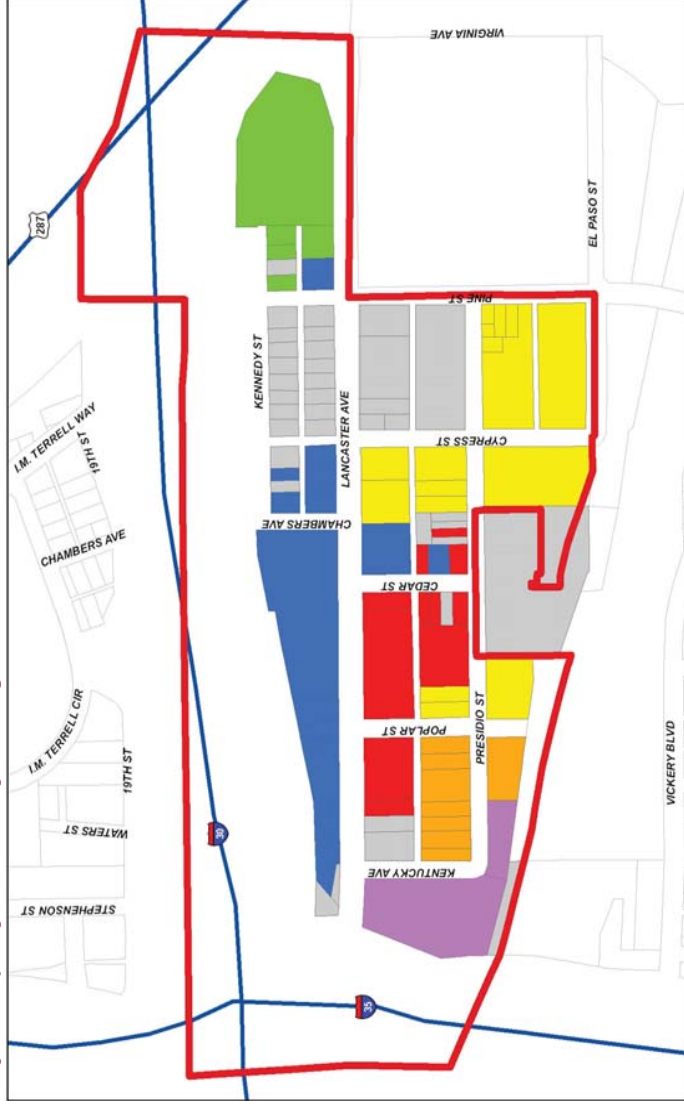 287
VIRGINIA AVE
I.M. TERRELL WAY
19TH ST
CHAMBERS AVE
I.M. TERRELL CIR
19TH ST
WATERS ST
STEPHENSON ST
30
35
KENNEDY ST
LANCASTER AVE
CHAMBERS AVE
EL PASO ST
PINE ST
CYPRESS ST
CEDAR ST
POPLAR ST
PRESIDIO ST
KENTUCKY AVE
VICKERY BLVD